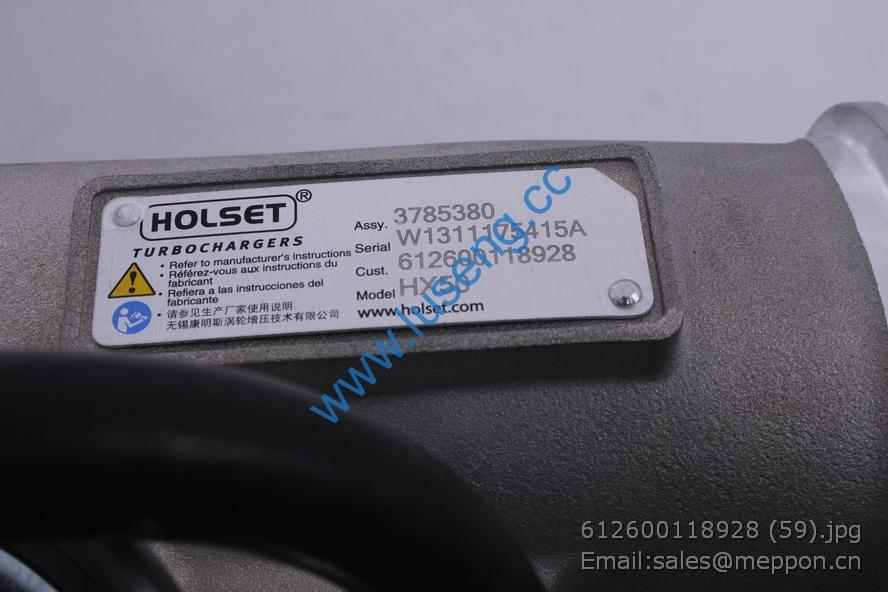 HOLSET®
TURBOCHARGERS
• Refer to manufacturer's instructions
• Référez-vous aux instructions du
fabricant
• Refiera a las instrucciones del
fabricante
• 请参见生产厂家使用说明
无锡康明斯涡轮增压技术有限公司
Assy. 3785380
Serial W1311175415A
Cust. 612600118928
Model HX50
www.holset.com
www.luseng.cc
612600118928 (59).jpg
Email:sales@meppon.cn